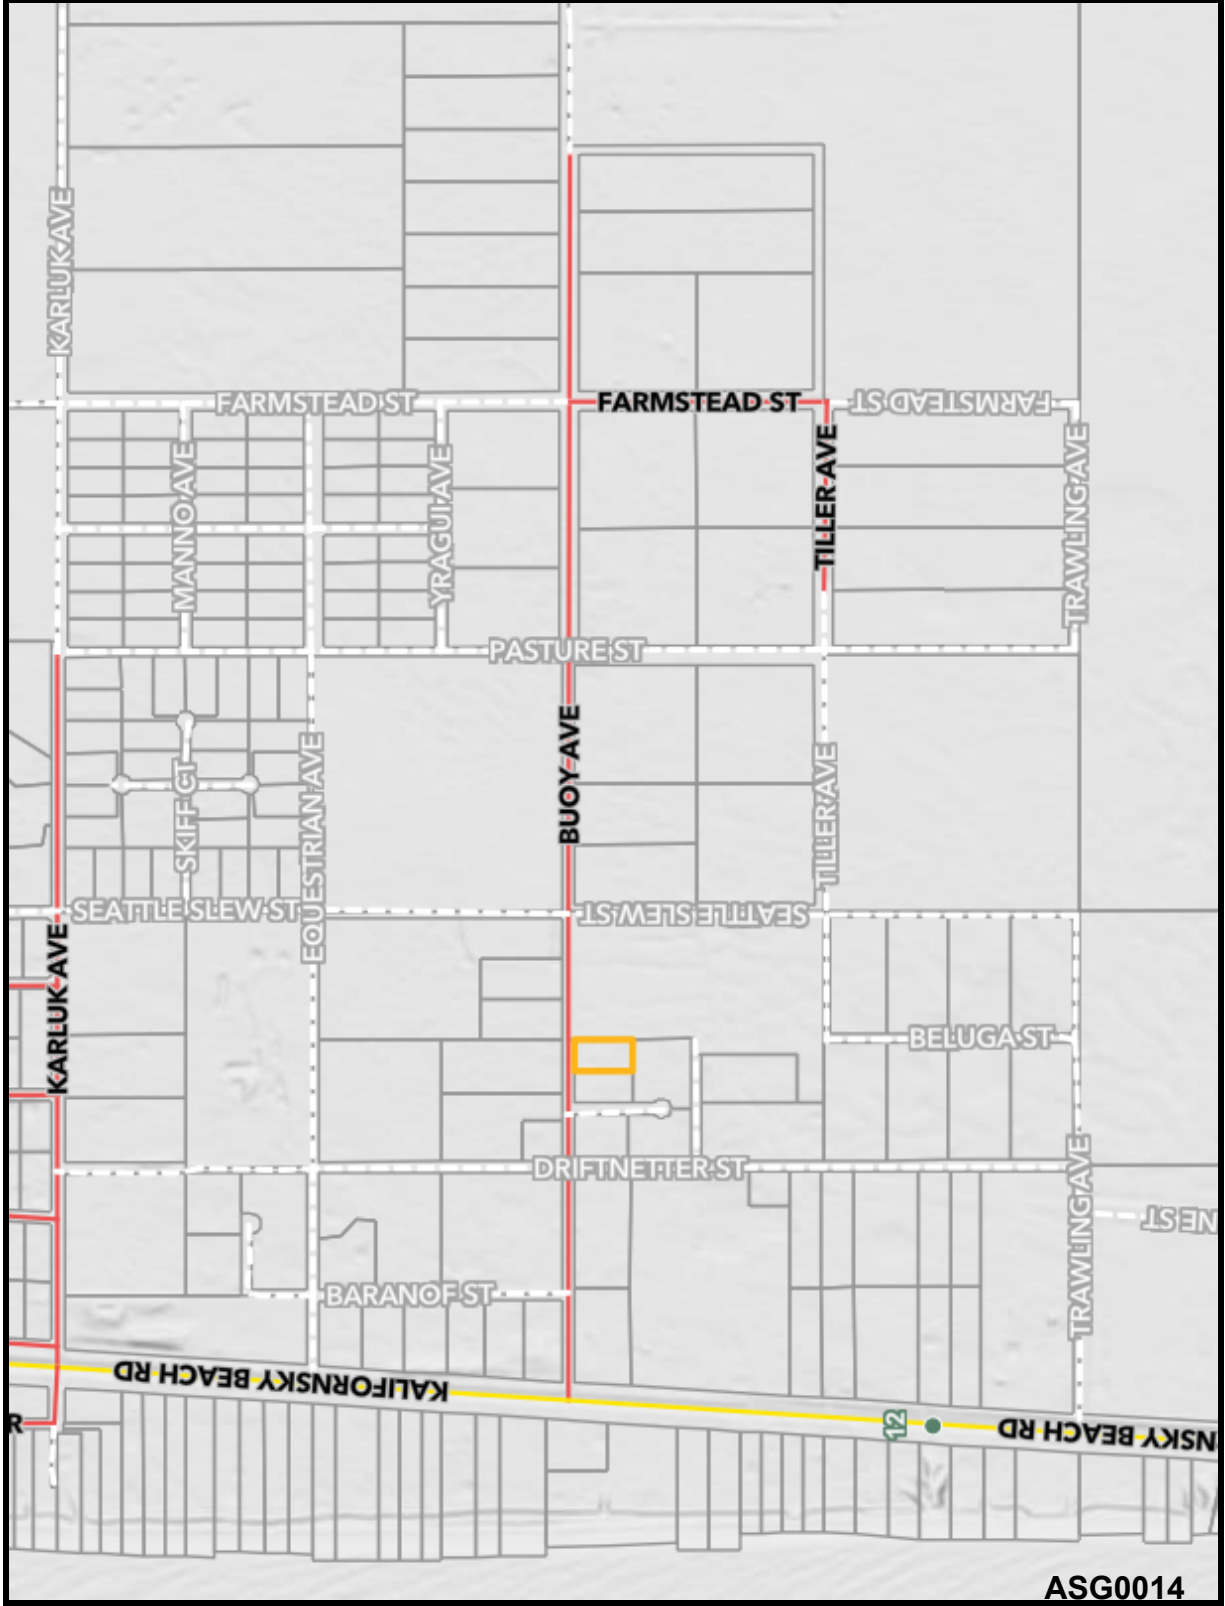 KARLUK AVE
FARMSTEAD ST
FARMSTEAD ST
FARMSTEAD ST
MANNO AVE
YRAGUI AVE
TILLER AVE
TRAWLING AVE
PASTURE ST
BUOY AVE
SKIFF CT
EQUESTRIAN AVE
TILLER AVE
SEATTLE SLEW ST
SEATTLE SLEW ST
KARLUK AVE
BELUGA ST
DRIFTNETTER ST
TRAWLING AVE
NE ST
BARANOF ST
KALIFORNSKY BEACH RD
12
NSKY BEACH RD
R
ASG0014